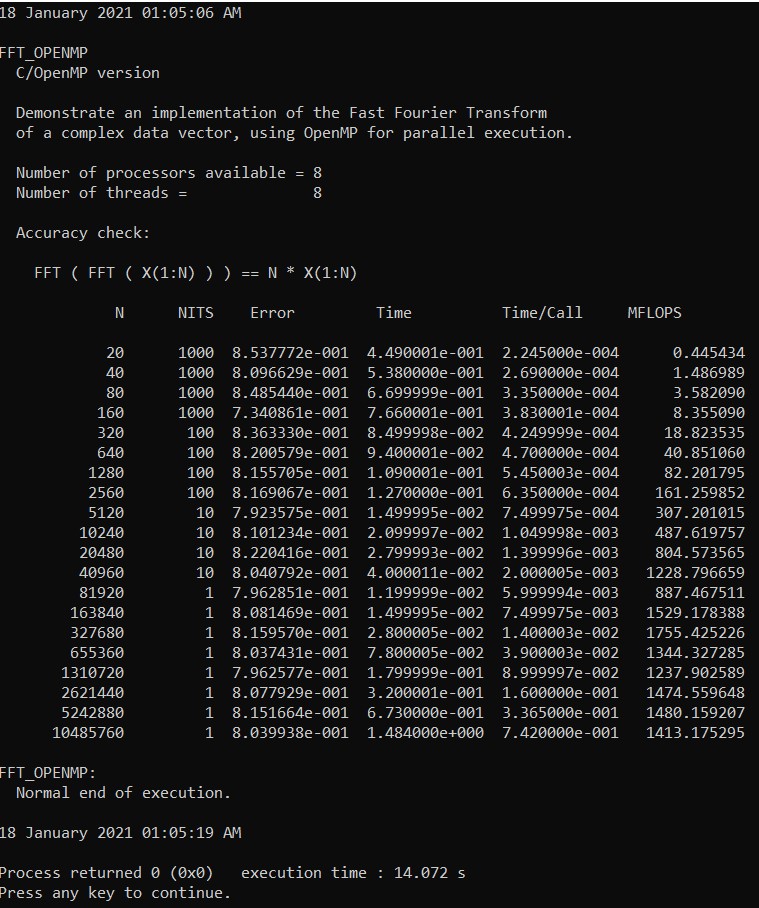 18 January 2021 01:05:06 AM
FFT_OPENMP
C/OpenMP version
Demonstrate an implementation of the Fast Fourier Transform
of a complex data vector, using OpenMP for parallel execution.
Number of processors available = 8
Number of threads = 8
Accuracy check:
FFT ( FFT ( X(1:N) ) ) == N * X(1:N)
N NITS Error Time Time/Call MFLOPS
20 1000 8.537772e-001 4.490001e-001 2.245000e-004 0.445434
40 1000 8.096629e-001 5.380000e-001 2.690000e-004 1.486989
80 1000 8.485440e-001 6.699999e-001 3.350000e-004 3.582090
160 1000 7.340861e-001 7.660001e-001 3.830001e-004 8.355090
320 100 8.363330e-001 8.499998e-002 4.249999e-004 18.823535
640 100 8.200579e-001 9.400001e-002 4.700000e-004 40.851060
1280 100 8.155705e-001 1.090001e-001 5.450003e-004 82.201795
2560 100 8.169067e-001 1.270000e-001 6.350000e-004 161.259852
5120 10 7.923575e-001 1.499995e-002 7.499975e-004 307.201015
10240 10 8.101234e-001 2.099997e-002 1.049998e-003 487.619757
20480 10 8.220416e-001 2.799993e-002 1.399996e-003 804.573565
40960 10 8.040792e-001 4.000011e-002 2.000005e-003 1228.796659
81920 1 7.962851e-001 1.199999e-002 5.999994e-003 887.467511
163840 1 8.081469e-001 1.499995e-002 7.499975e-003 1529.178388
327680 1 8.159570e-001 2.800005e-002 1.400003e-002 1755.425226
655360 1 8.037431e-001 7.800005e-002 3.900003e-002 1344.327285
1310720 1 7.962577e-001 1.799999e-001 8.999997e-002 1237.902589
2621440 1 8.077929e-001 3.200001e-001 1.600000e-001 1474.559648
5242880 1 8.151664e-001 6.730000e-001 3.365000e-001 1480.159207
10485760 1 8.039938e-001 1.484000e+000 7.420000e-001 1413.175295
FFT_OPENMP:
Normal end of execution.
18 January 2021 01:05:19 AM
Process returned 0 (0x0) execution time : 14.072 s
Press any key to continue.